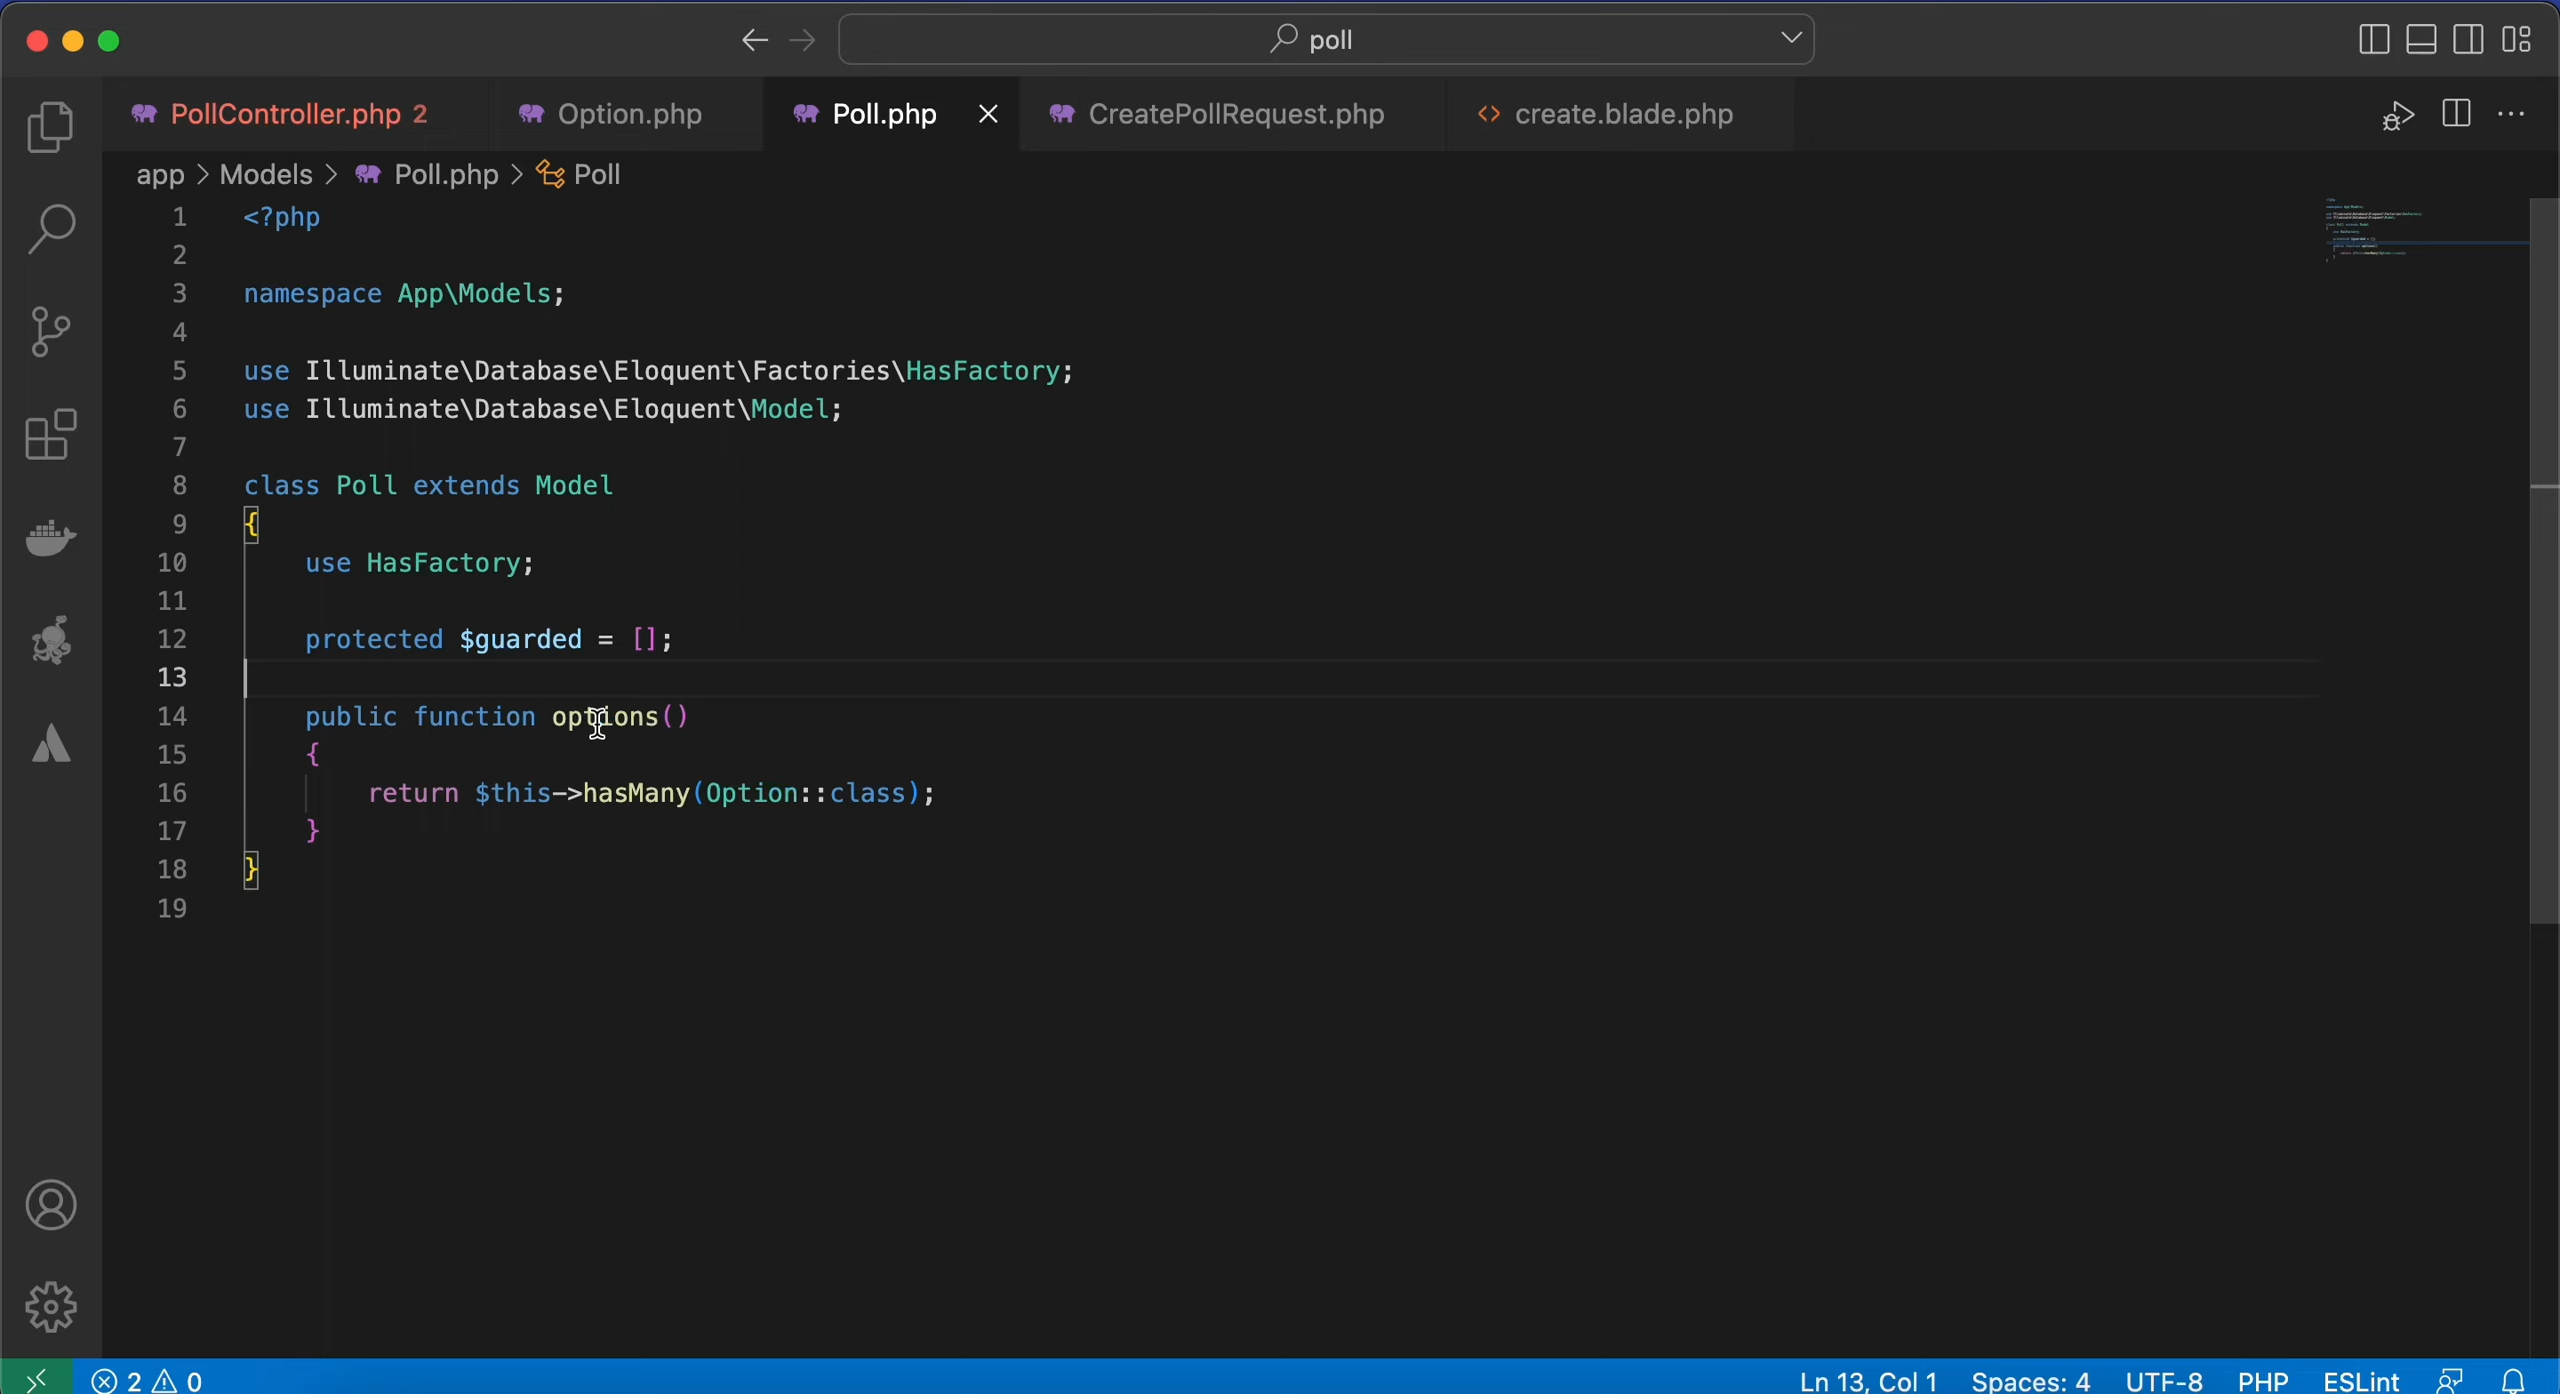 poll
PollController.php 2
Option.php
Poll.php
CreatePollRequest.php
<> create.blade.php
app > Models > Poll.php > Poll
1 <?php
2
3 namespace App\Models;
4
5 use Illuminate\Database\Eloquent\Factories\HasFactory;
6 use Illuminate\Database\Eloquent\Model;
7
8 class Poll extends Model
9 {
10 use HasFactory;
11
12 protected $guarded = [];
13
14 public function options()
15 {
16 return $this->hasMany(Option::class);
17 }
18 }
19
2 0
Ln 13, Col 1 Spaces: 4 UTF-8 PHP ESLint